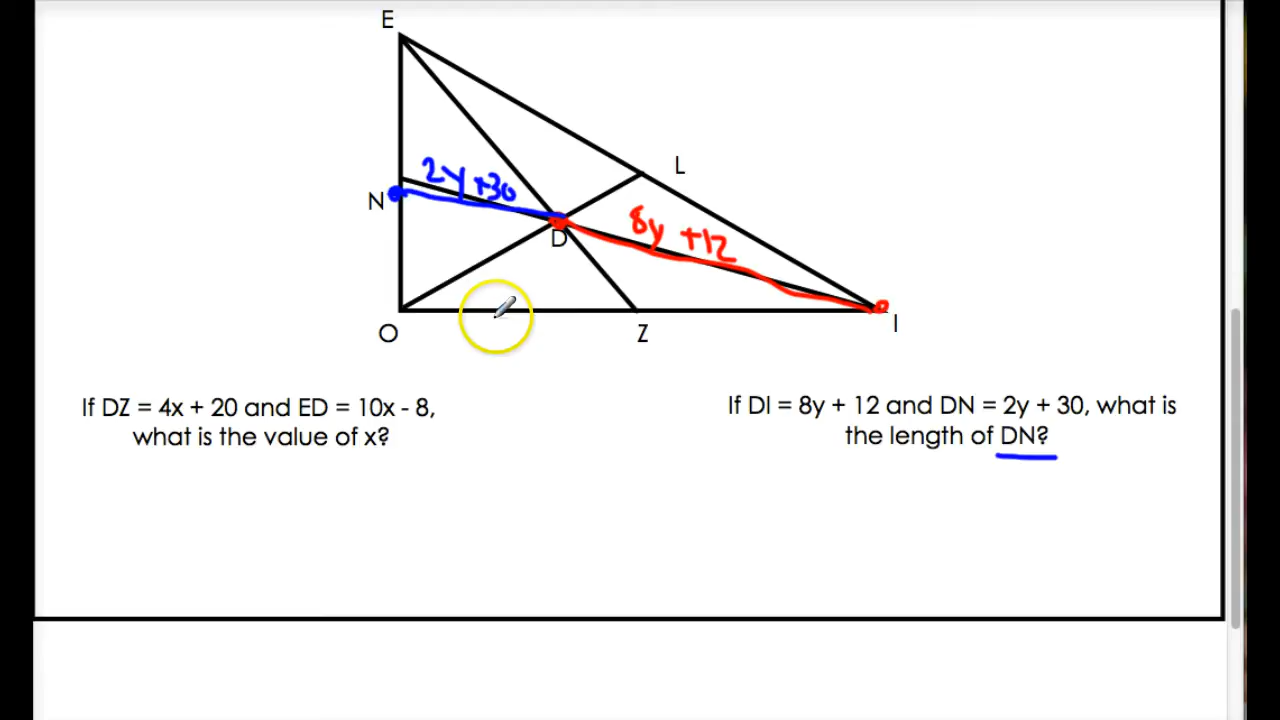 E
L
2y+30
N
8y +12
D
I
O
Z
If DZ = 4x + 20 and ED = 10x - 8,
what is the value of x?
If DI = 8y + 12 and DN = 2y + 30, what is
the length of DN?